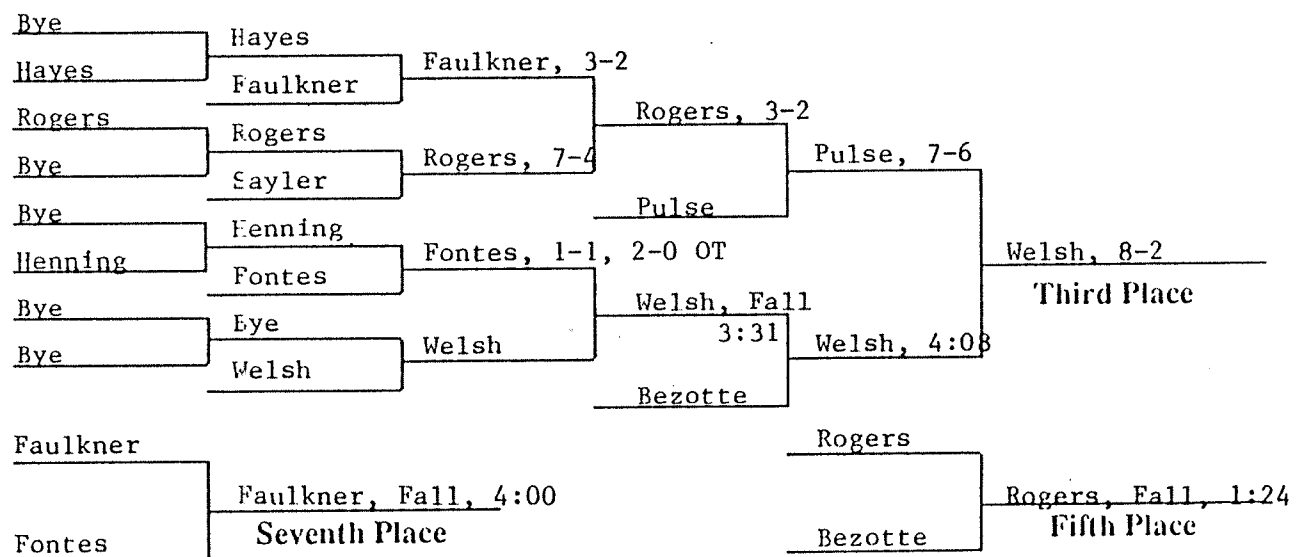 Bye
Hayes
Hayes
Faulkner
Faulkner, 3-2
Rogers
Bye
Rogers
Sayler
Rogers, 7-4
Rogers, 3-2
Pulse
Pulse, 7-6
Bye
Henning
Henning
Fontes
Fontes, 1-1, 2-0 OT
Bye
Bye
Bye
Welsh
Welsh
Welsh, Fall
3:31
Bezotte
Welsh, 4:08
Welsh, 8-2
Third Place
Faulkner
Fontes
Faulkner, Fall, 4:00
Seventh Place
Rogers
Bezotte
Rogers, Fall, 1:24
Fifth Place